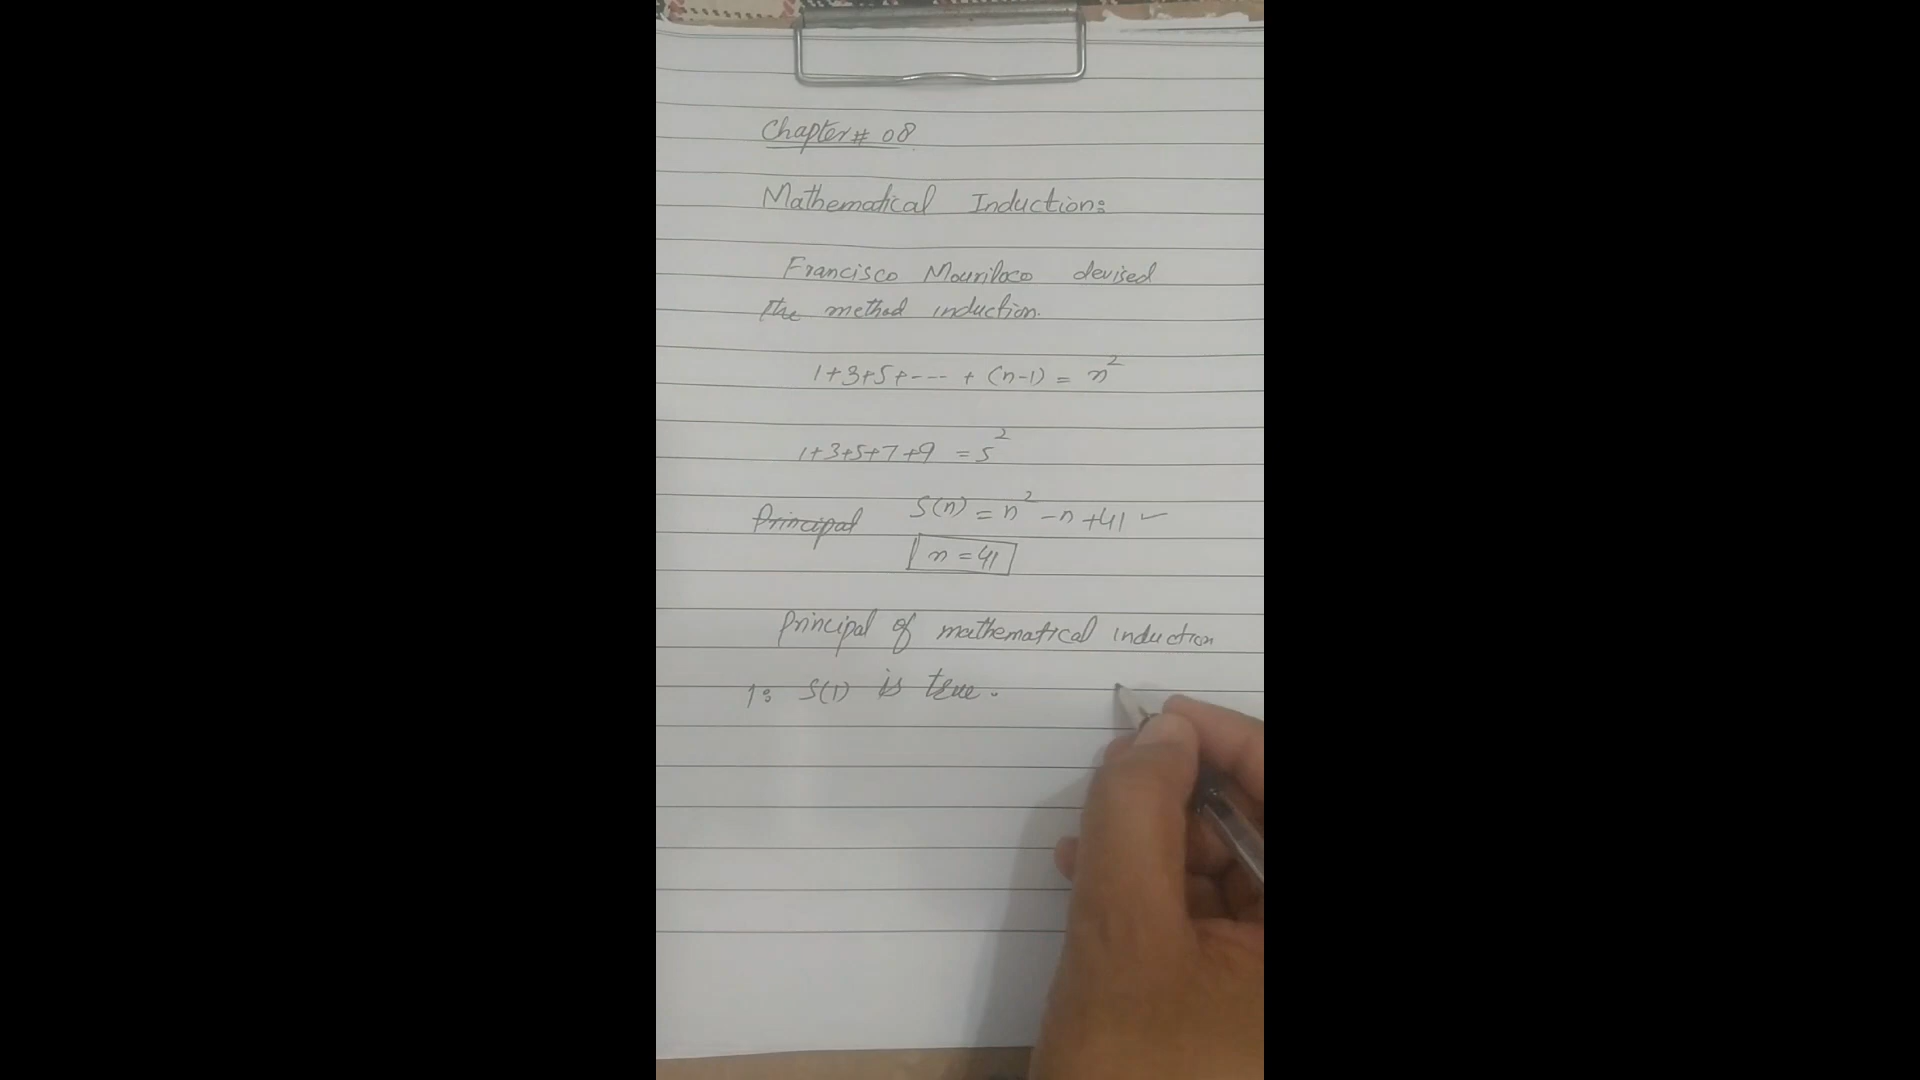 Chapter # 08
Mathematical Induction:
Francisco Mouriloco devised
The method induction.
1+3+5+---- + (n-1) = n²
1+3+5+7+9 = 5²
Principal S(n) = n² - n + 41
n = 41
Principal of mathematical induction
1: S(1) is true.